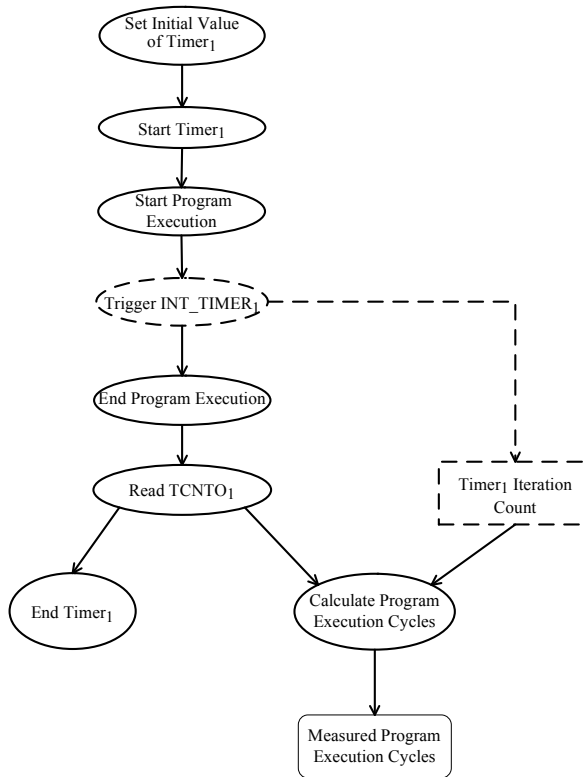 Set Initial Value
of Timer₁
Start Timer₁
Start Program
Execution
Trigger INT_TIMER₁
End Program Execution
Read TCNTO₁
Timer₁ Iteration
Count
End Timer₁
Calculate Program
Execution Cycles
Measured Program
Execution Cycles